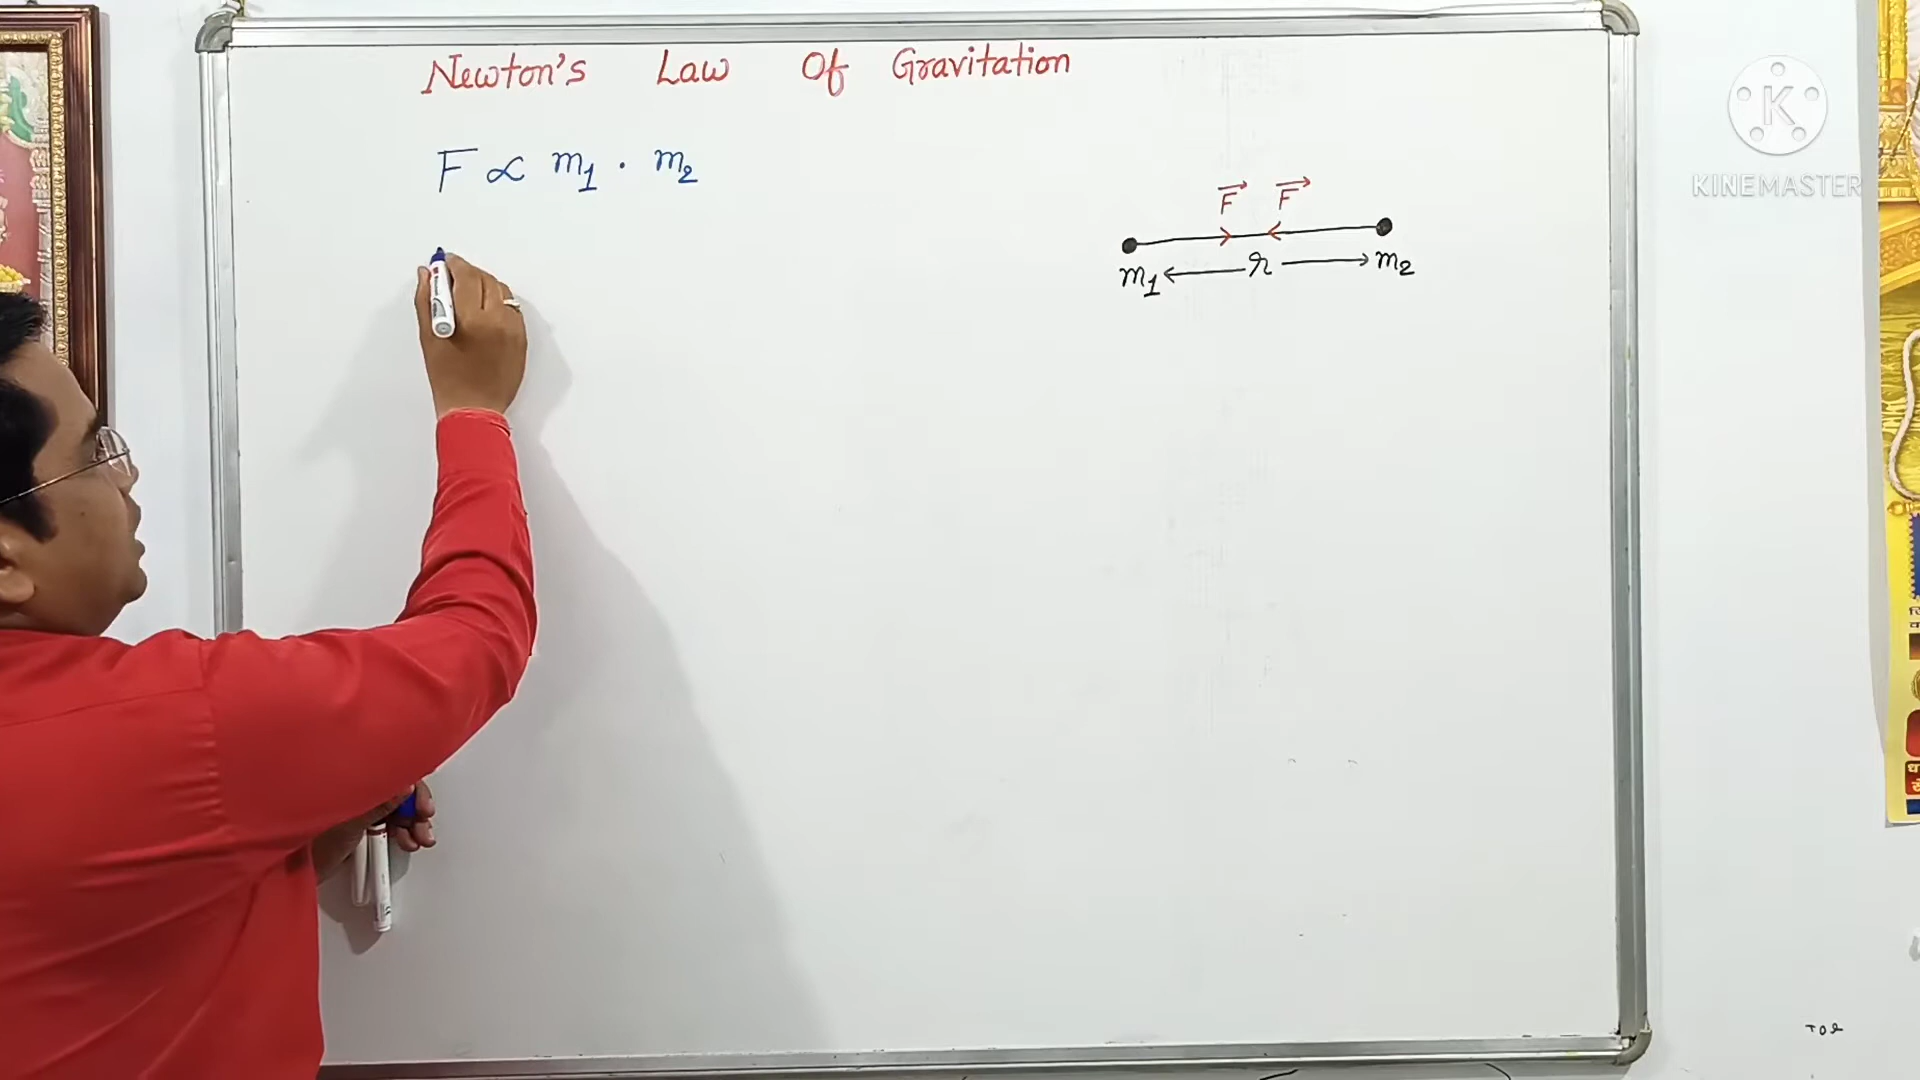 Newton's Law Of Gravitation
F ∝ m₁ · m₂
F⃗ F⃗
m₁ ← r → m₂
KINEMASTER